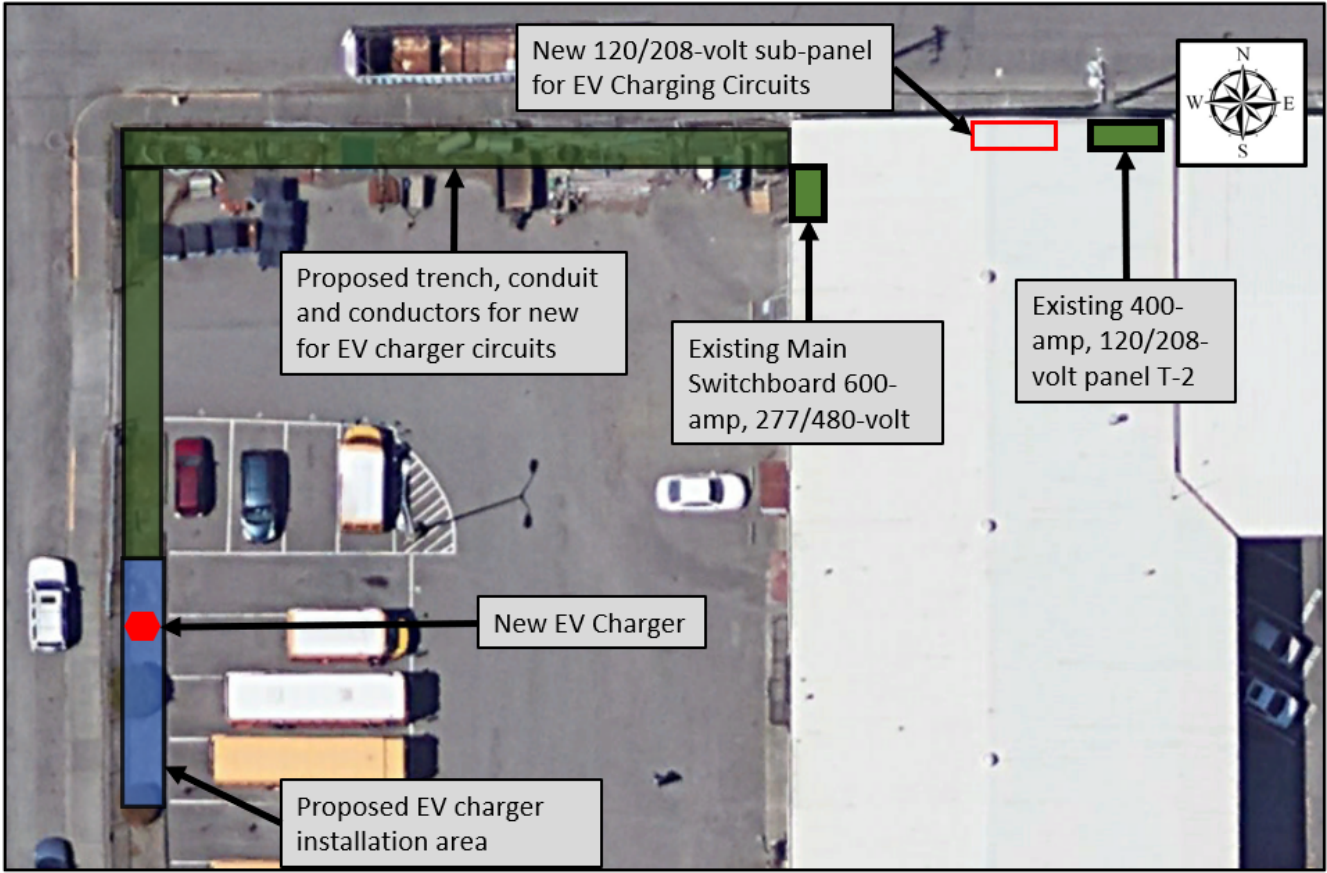 New 120/208-volt sub-panel
for EV Charging Circuits
N
W
E
S
Proposed trench, conduit
and conductors for new
for EV charger circuits
Existing Main
Switchboard 600-
amp, 277/480-volt
Existing 400-
amp, 120/208-
volt panel T-2
New EV Charger
Proposed EV charger
installation area